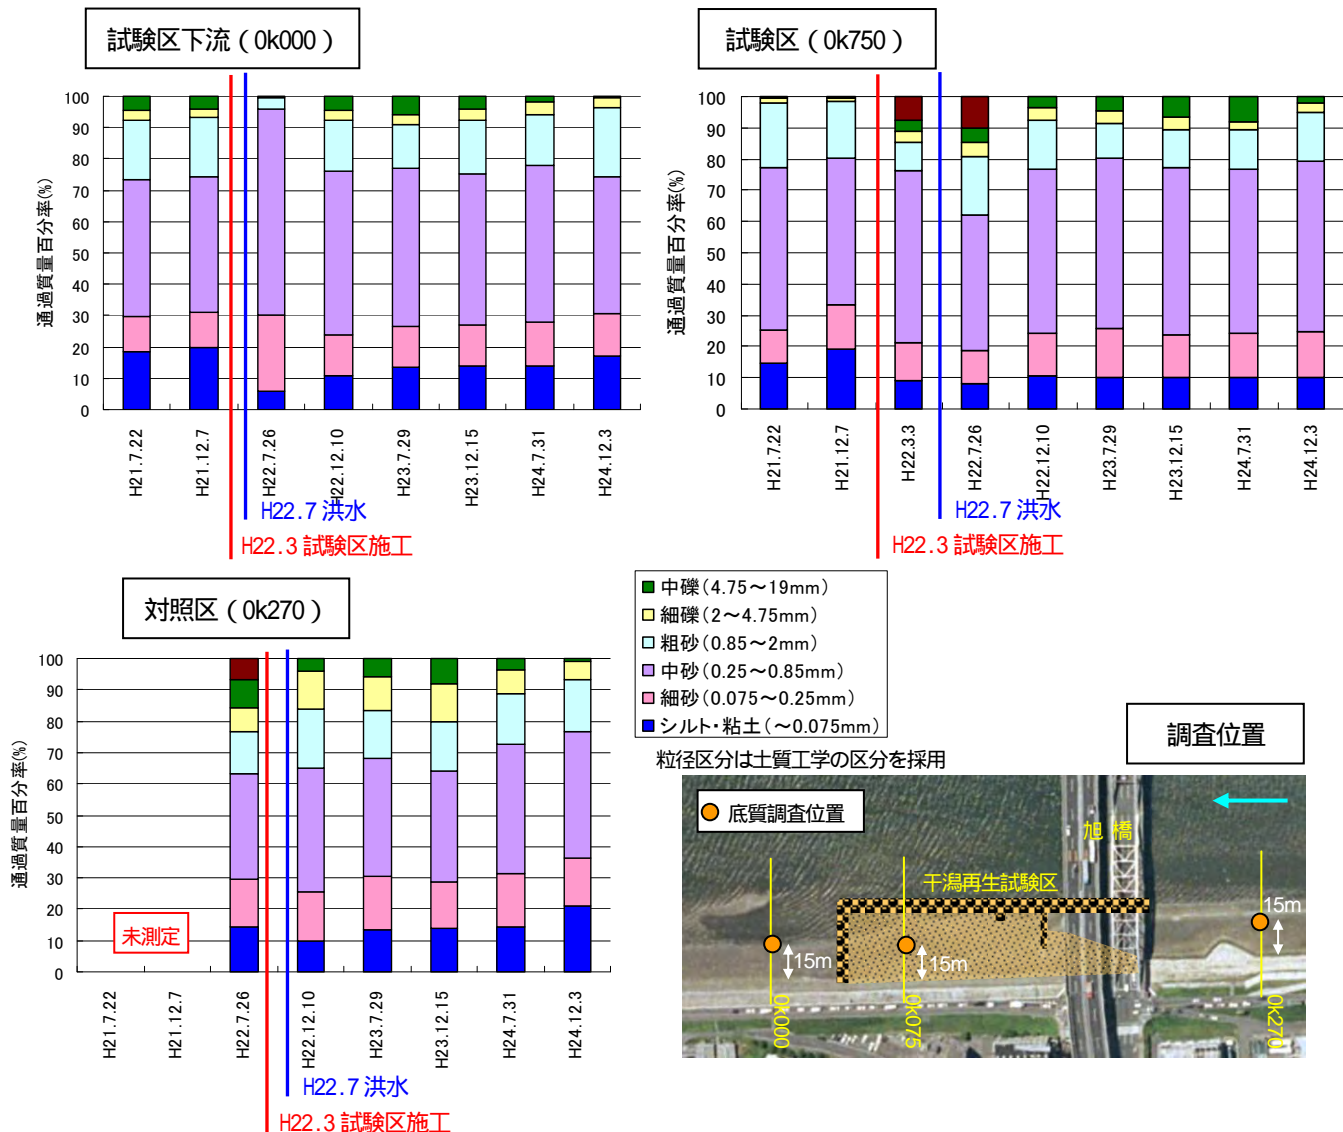 試験区下流（0k000）
通過質量百分率(%)
100
90
80
70
60
50
40
30
20
10
0
H21.7.22
H21.12.7
H22.7.26
H22.12.10
H23.7.29
H23.12.15
H24.7.31
H24.12.3
H22.7 洪水
H22.3 試験区施工
試験区（0k750）
通過質量百分率(%)
100
90
80
70
60
50
40
30
20
10
0
H21.7.22
H21.12.7
H22.3.3
H22.7.26
H22.12.10
H23.7.29
H23.12.15
H24.7.31
H24.12.3
H22.7 洪水
H22.3 試験区施工
対照区（0k270）
通過質量百分率(%)
100
90
80
70
60
50
40
30
20
10
0
未測定
H21.7.22
H21.12.7
H22.7.26
H22.12.10
H23.7.29
H23.12.15
H24.7.31
H24.12.3
H22.7 洪水
H22.3 試験区施工
中礫(4.75～19mm)
細礫(2～4.75mm)
粗砂(0.85～2mm)
中砂(0.25～0.85mm)
細砂(0.075～0.25mm)
シルト・粘土(～0.075mm)
粒径区分は土質工学の区分を採用
調査位置
底質調査位置
旭橋
干潟再生試験区
15m
15m
15m
0k000
0k075
0k270